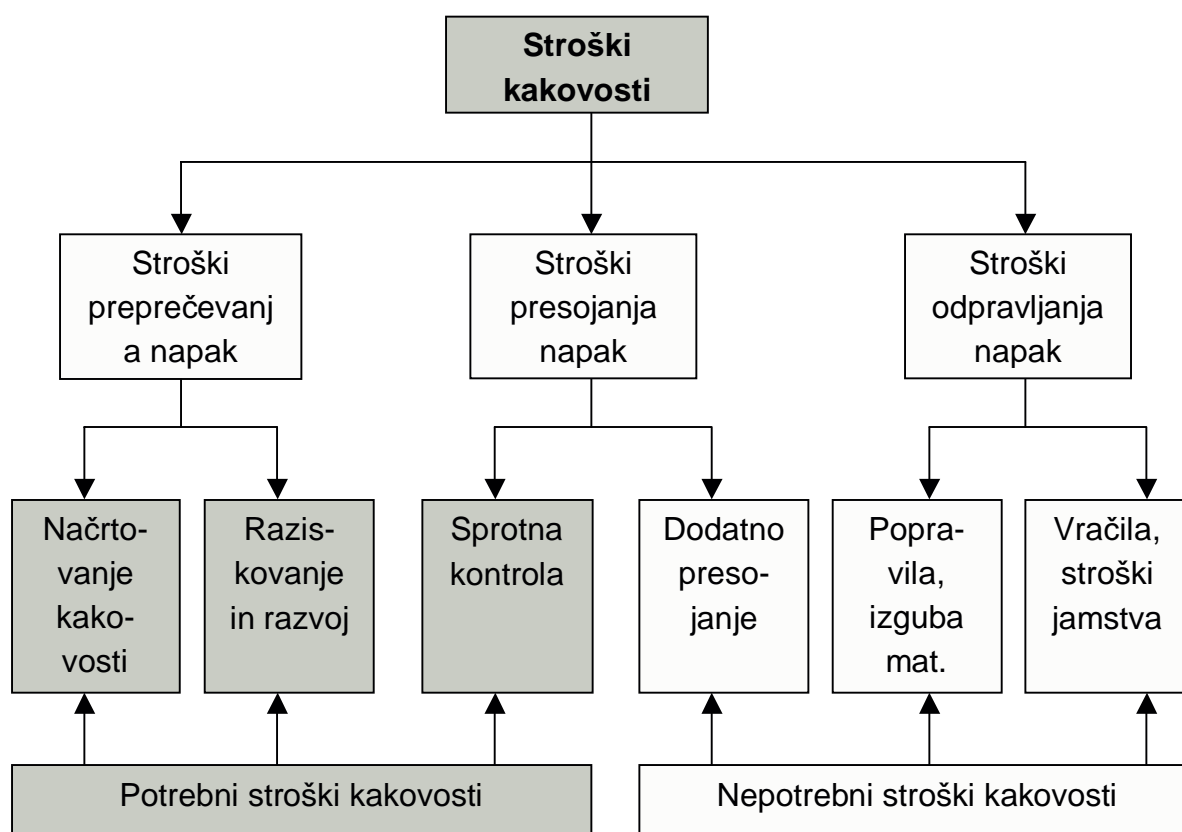 Stroški
kakovosti
Stroški
preprečevanj
a napak
Stroški
presojanja
napak
Stroški
odpravljanja
napak
Načrto-
vanje
kako-
vosti
Razis-
kovanje
in razvoj
Sprotna
kontrola
Dodatno
preso-
janje
Popra-
vila,
izguba
mat.
Vračila,
stroški
jamstva
Potrebni stroški kakovosti
Nepotrebni stroški kakovosti